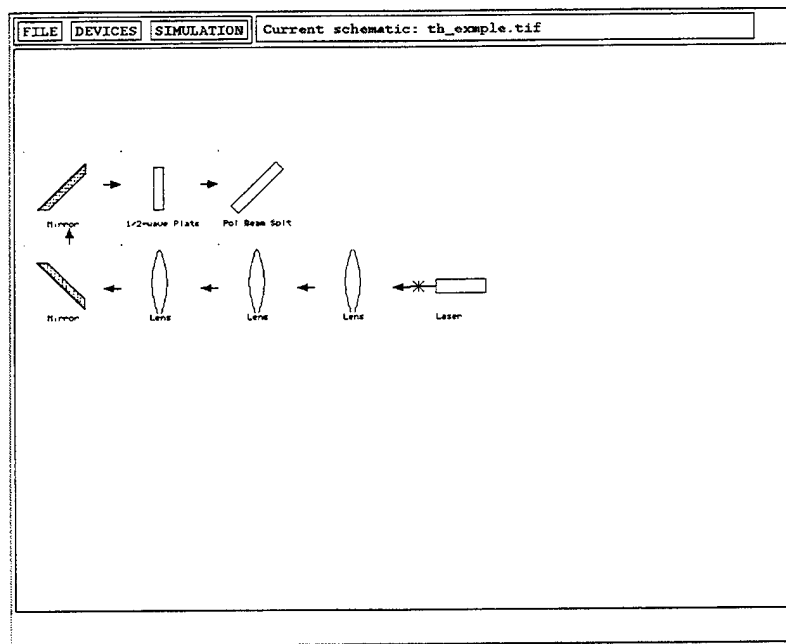 FILE DEVICES SIMULATION Current schematic: th_exmple.tif
Mirror 1/2-wave Plate Pol Beam Splt
Mirror Lens Lens Lens Laser